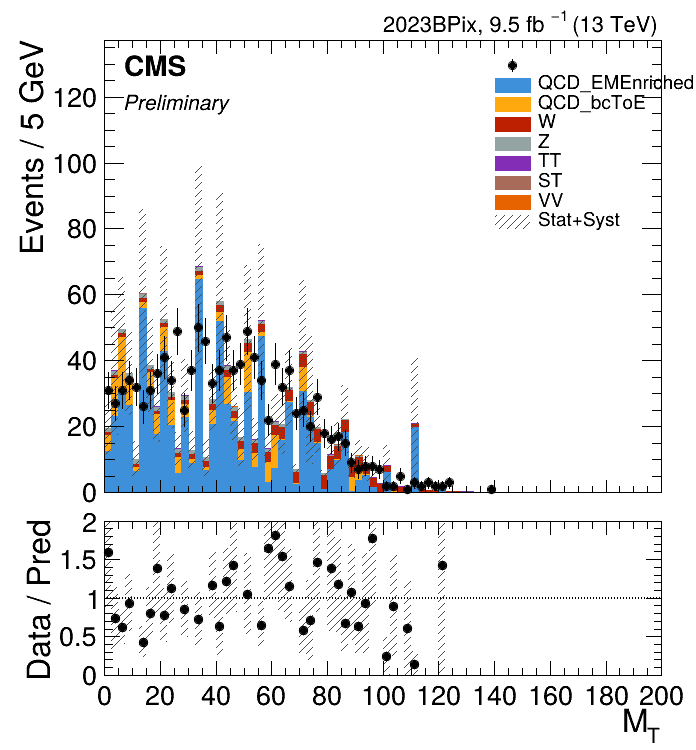 2023BPix, 9.5 fb⁻¹ (13 TeV)
CMS
Preliminary
QCD_EMEnriched
QCD_bcToE
W
Z
TT
ST
VV
Stat+Syst
Events / 5 GeV
120
100
80
60
40
20
0
Data / Pred
2
1.5
1
0.5
0
0 20 40 60 80 100 120 140 160 180 200
M_T